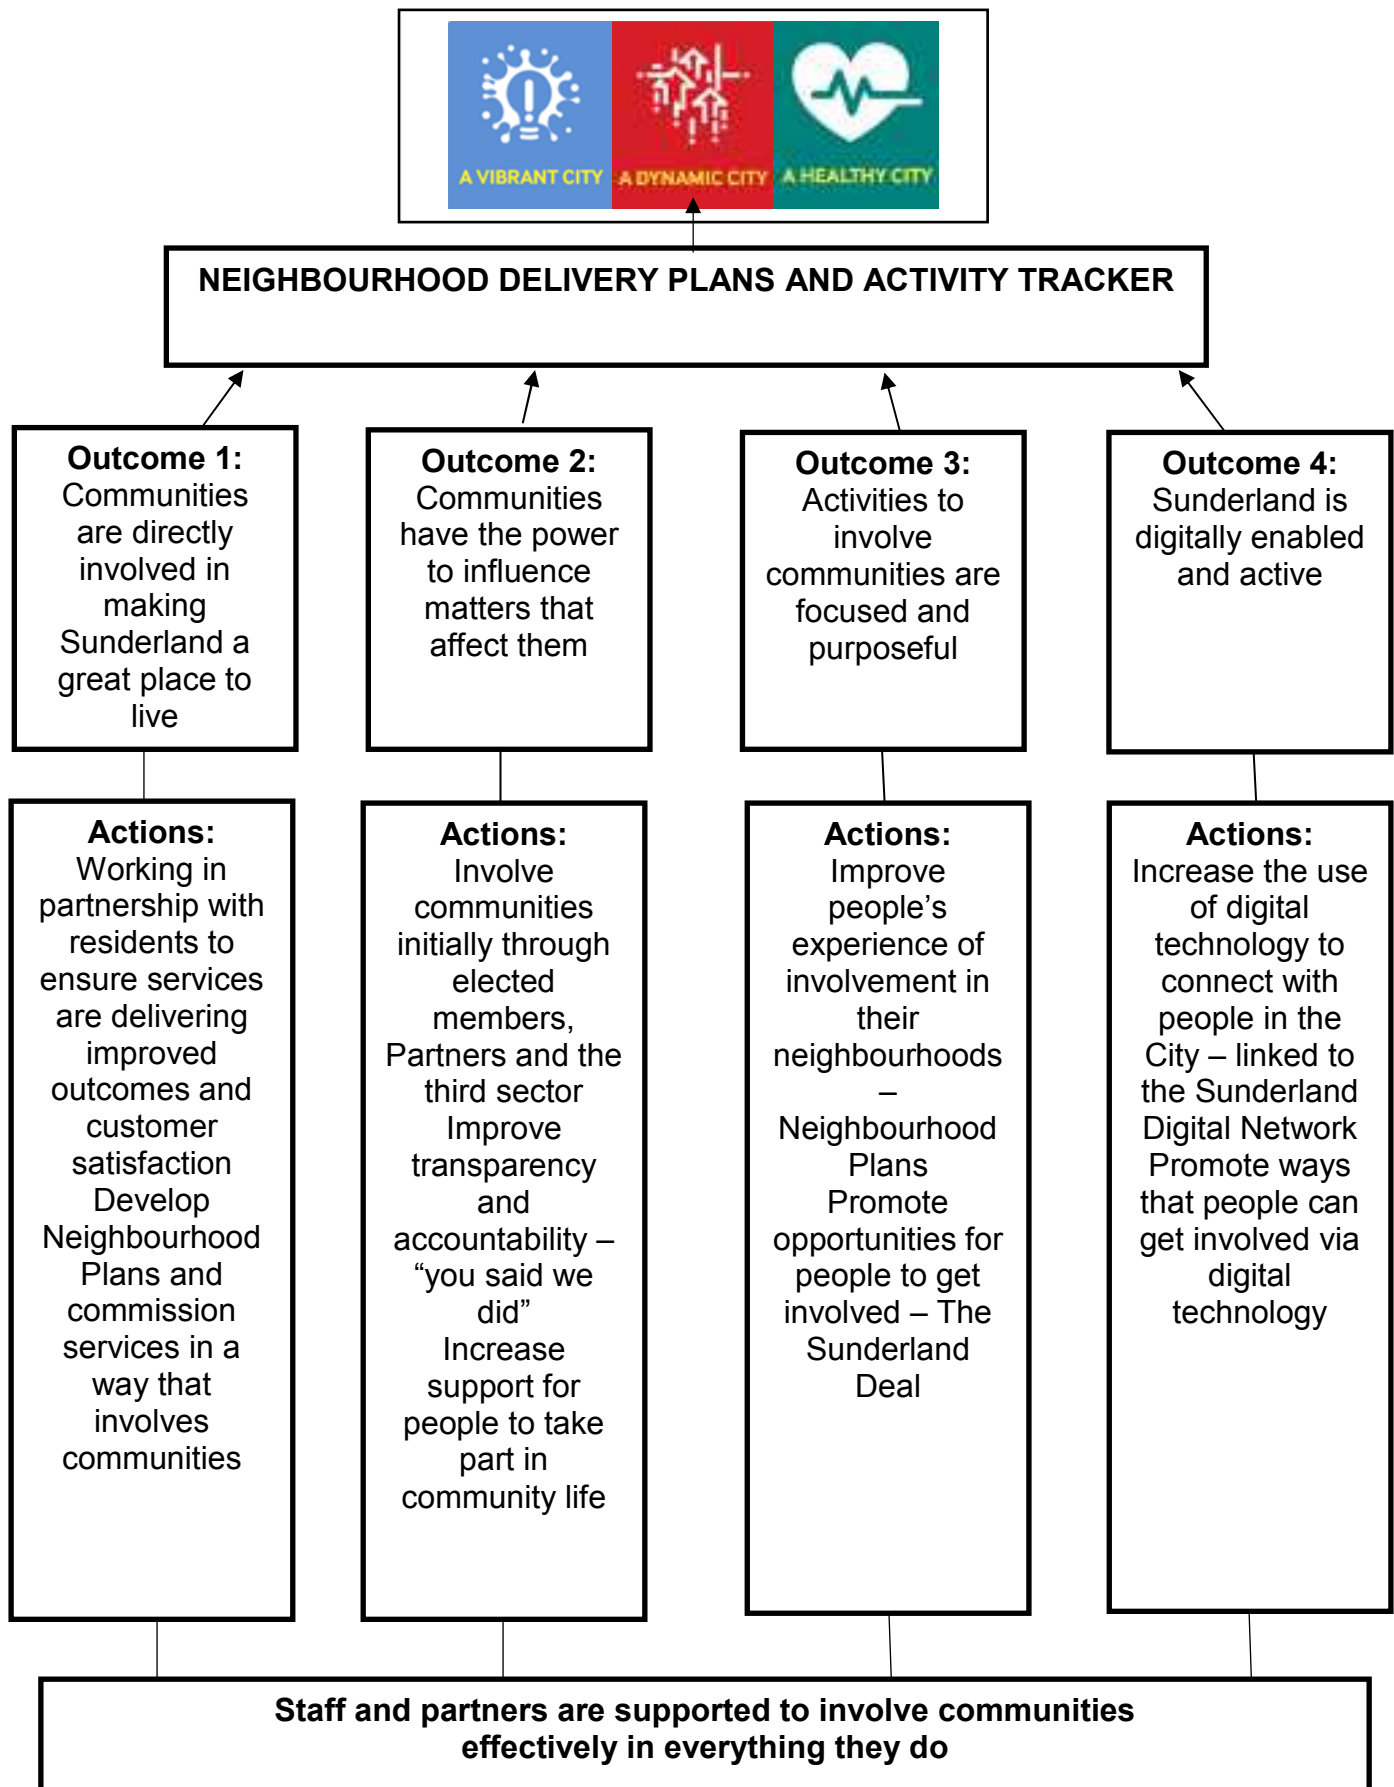 A VIBRANT CITY
A DYNAMIC CITY
A HEALTHY CITY
NEIGHBOURHOOD DELIVERY PLANS AND ACTIVITY TRACKER
Outcome 1:
Communities
are directly
involved in
making
Sunderland a
great place to
live
Outcome 2:
Communities
have the power
to influence
matters that
affect them
Outcome 3:
Activities to
involve
communities are
focused and
purposeful
Outcome 4:
Sunderland is
digitally enabled
and active
Actions:
Working in
partnership with
residents to
ensure services
are delivering
improved
outcomes and
customer
satisfaction
Develop
Neighbourhood
Plans and
commission
services in a
way that
involves
communities
Actions:
Involve
communities
initially through
elected
members,
Partners and the
third sector
Improve
transparency
and
accountability –
“you said we
did”
Increase
support for
people to take
part in
community life
Actions:
Improve
people’s
experience of
involvement in
their
neighbourhoods
–
Neighbourhood
Plans
Promote
opportunities for
people to get
involved – The
Sunderland
Deal
Actions:
Increase the use
of digital
technology to
connect with
people in the
City – linked to
the Sunderland
Digital Network
Promote ways
that people can
get involved via
digital
technology
Staff and partners are supported to involve communities
effectively in everything they do